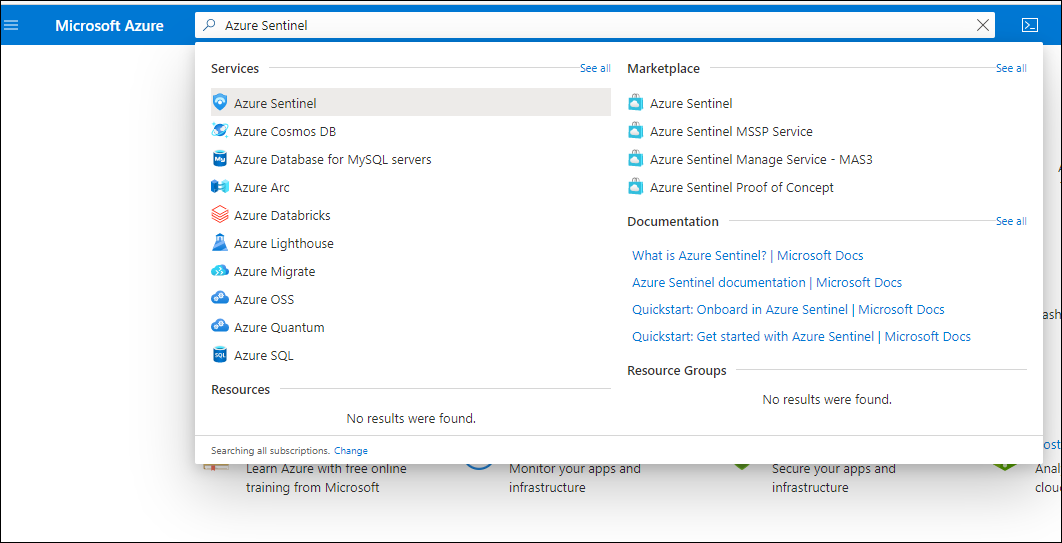 Microsoft Azure
Azure Sentinel
Services
See all
Azure Sentinel
Azure Cosmos DB
Azure Database for MySQL servers
Azure Arc
Azure Databricks
Azure Lighthouse
Azure Migrate
Azure OSS
Azure Quantum
Azure SQL
Resources
No results were found.
Marketplace
See all
Azure Sentinel
Azure Sentinel MSSP Service
Azure Sentinel Manage Service - MAS3
Azure Sentinel Proof of Concept
Documentation
See all
What is Azure Sentinel? | Microsoft Docs
Azure Sentinel documentation | Microsoft Docs
Quickstart: Onboard in Azure Sentinel | Microsoft Docs
Quickstart: Get started with Azure Sentinel | Microsoft Docs
Resource Groups
No results were found.
Searching all subscriptions. Change
Learn Azure with free online
training from Microsoft
Monitor your apps and
infrastructure
Secure your apps and
infrastructure